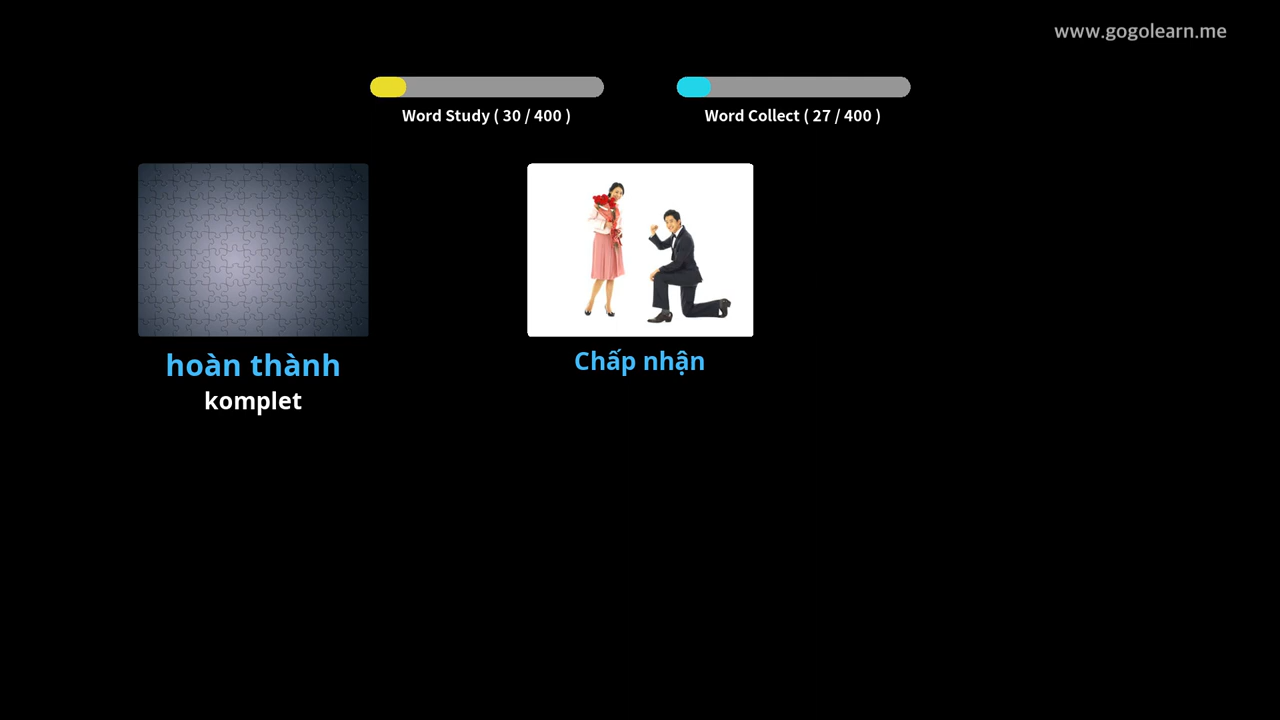 www.gogolearn.me
Word Study ( 30 / 400 )
Word Collect ( 27 / 400 )
hoàn thành
komplet
Chấp nhận